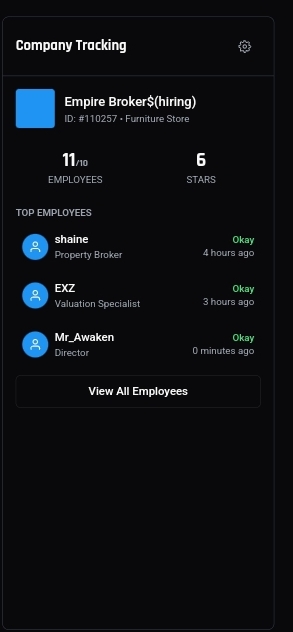 Company Tracking
Empire Broker$(hiring)
ID: #110257 • Furniture Store
11/10
6
EMPLOYEES
STARS
TOP EMPLOYEES
shaine
Okay
Property Broker
4 hours ago
EXZ
Okay
Valuation Specialist
3 hours ago
Mr_Awaken
Okay
Director
0 minutes ago
View All Employees